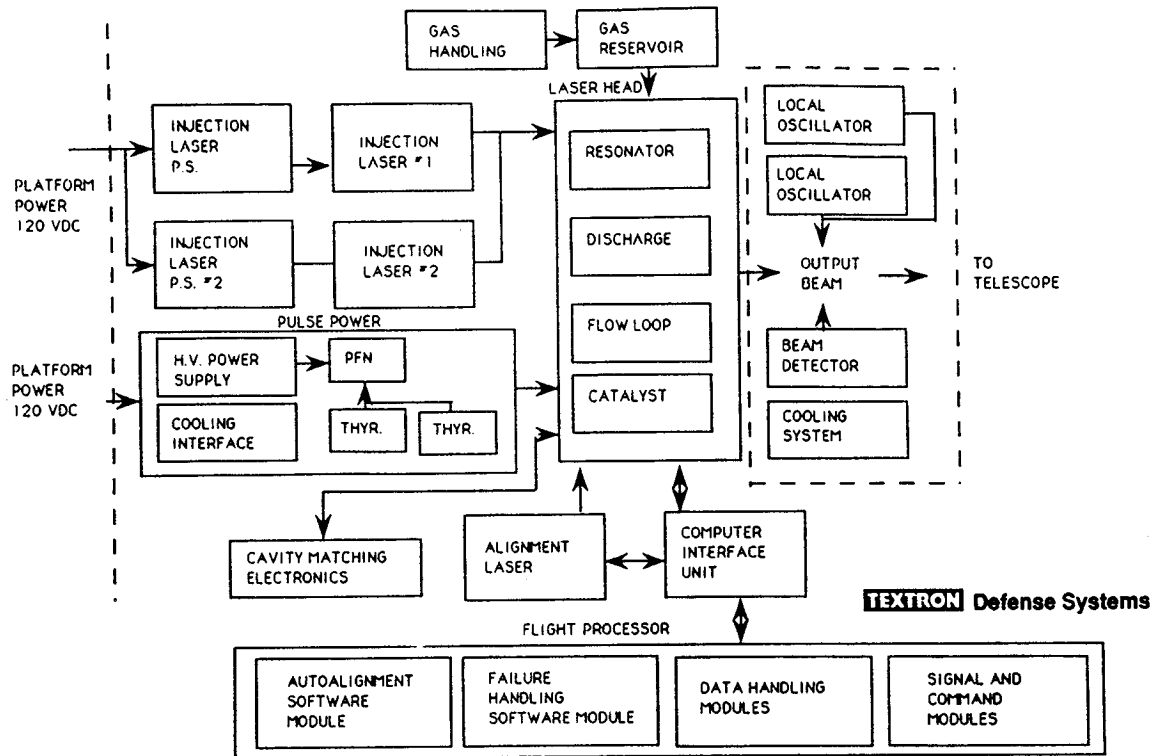 GAS
HANDLING
GAS
RESERVOIR
LASER HEAD
INJECTION
LASER
P.S.
INJECTION
LASER #1
RESONATOR
LOCAL
OSCILLATOR
LOCAL
OSCILLATOR
PLATFORM
POWER
120 VDC
INJECTION
LASER
P.S. #2
INJECTION
LASER #2
DISCHARGE
OUTPUT
BEAM
TO
TELESCOPE
PULSE POWER
H.V. POWER
SUPPLY
PFN
FLOW LOOP
BEAM
DETECTOR
PLATFORM
POWER
120 VDC
COOLING
INTERFACE
THYR.
THYR.
CATALYST
COOLING
SYSTEM
CAVITY MATCHING
ELECTRONICS
ALIGNMENT
LASER
COMPUTER
INTERFACE
UNIT
TEXTRON Defense Systems
FLIGHT PROCESSOR
AUTOALIGNMENT
SOFTWARE
MODULE
FAILURE
HANDLING
SOFTWARE MODULE
DATA HANDLING
MODULES
SIGNAL AND
COMMAND
MODULES